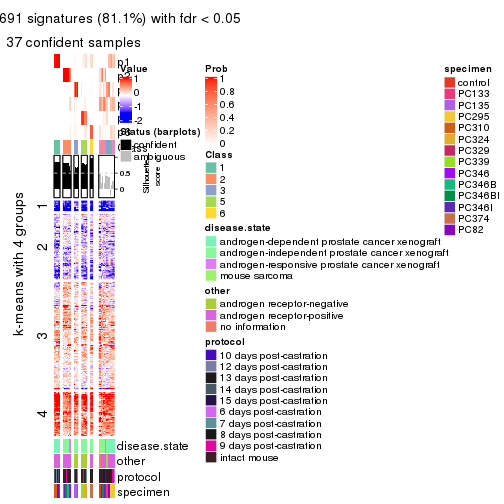 691 signatures (81.1%) with fdr < 0.05
37 confident samples
p1
Value
1
0
-1
-2
Status (barplots)
confident
ambiguous
1
0.5
0
Silhouette
score
k-means with 4 groups
1
2
3
4
disease.state
other
protocol
specimen
Prob
1
0.8
0.6
0.4
0.2
0
Class
1
2
3
5
6
disease.state
androgen-dependent prostate cancer xenograft
androgen-independent prostate cancer xenograft
androgen-responsive prostate cancer xenograft
mouse sarcoma
other
androgen receptor-negative
androgen receptor-positive
no information
protocol
10 days post-castration
12 days post-castration
13 days post-castration
14 days post-castration
15 days post-castration
6 days post-castration
7 days post-castration
8 days post-castration
9 days post-castration
intact mouse
specimen
control
PC133
PC135
PC295
PC310
PC324
PC329
PC339
PC346
PC346B
PC346BI
PC346I
PC374
PC82